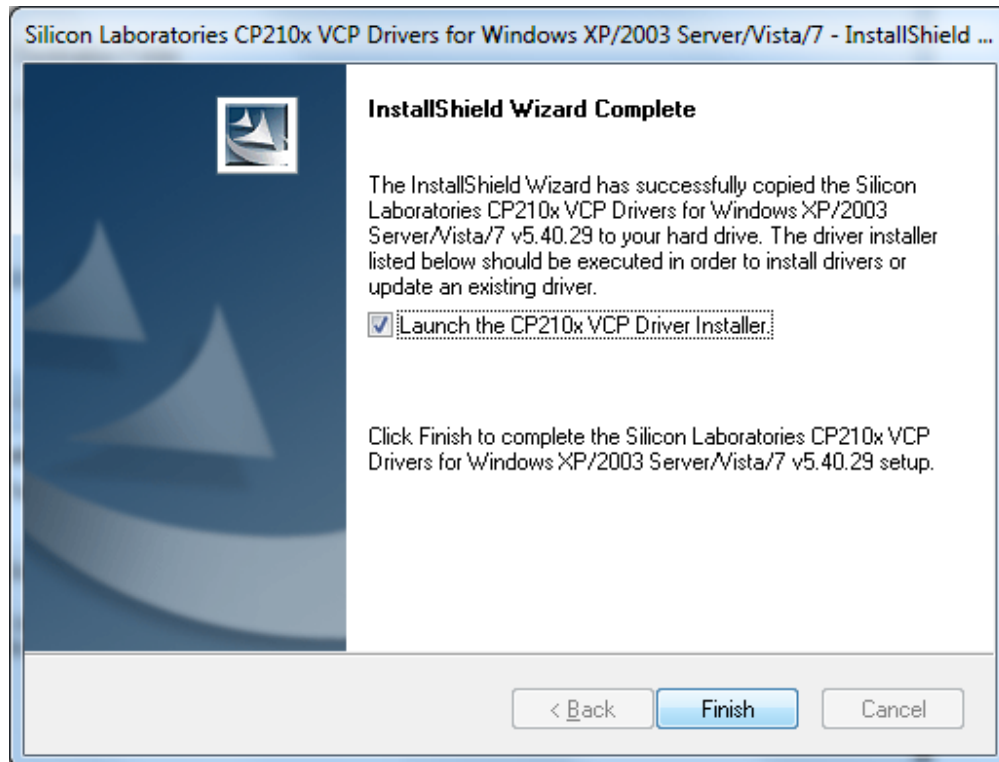 Silicon Laboratories CP210x VCP Drivers for Windows XP/2003 Server/Vista/7 - InstallShield ...
InstallShield Wizard Complete
The InstallShield Wizard has successfully copied the Silicon
Laboratories CP210x VCP Drivers for Windows XP/2003
Server/Vista/7 v5.40.29 to your hard drive. The driver installer
listed below should be executed in order to install drivers or
update an existing driver.
Launch the CP210x VCP Driver Installer.
Click Finish to complete the Silicon Laboratories CP210x VCP
Drivers for Windows XP/2003 Server/Vista/7 v5.40.29 setup.
< Back Finish Cancel